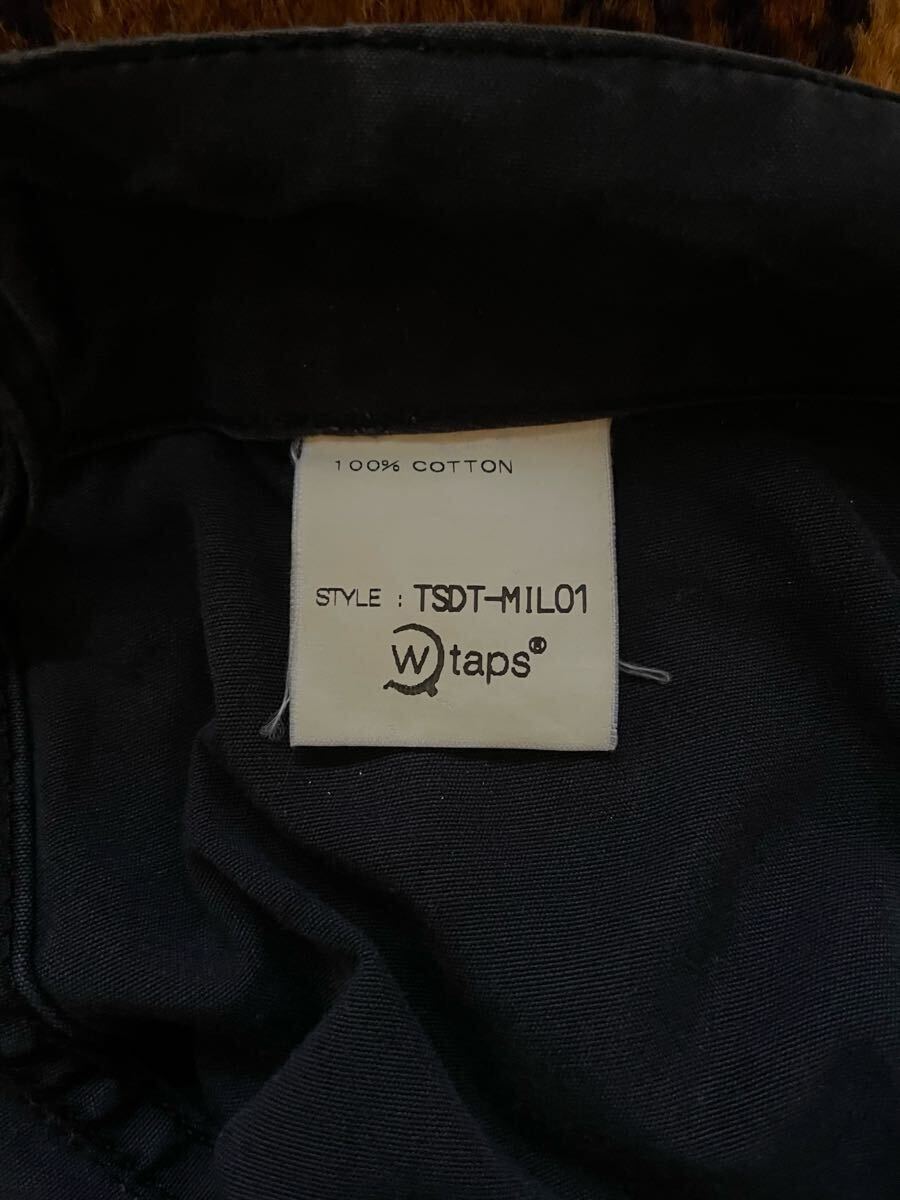 100% COTTON
STYLE : TSDT-MIL01
W taps®